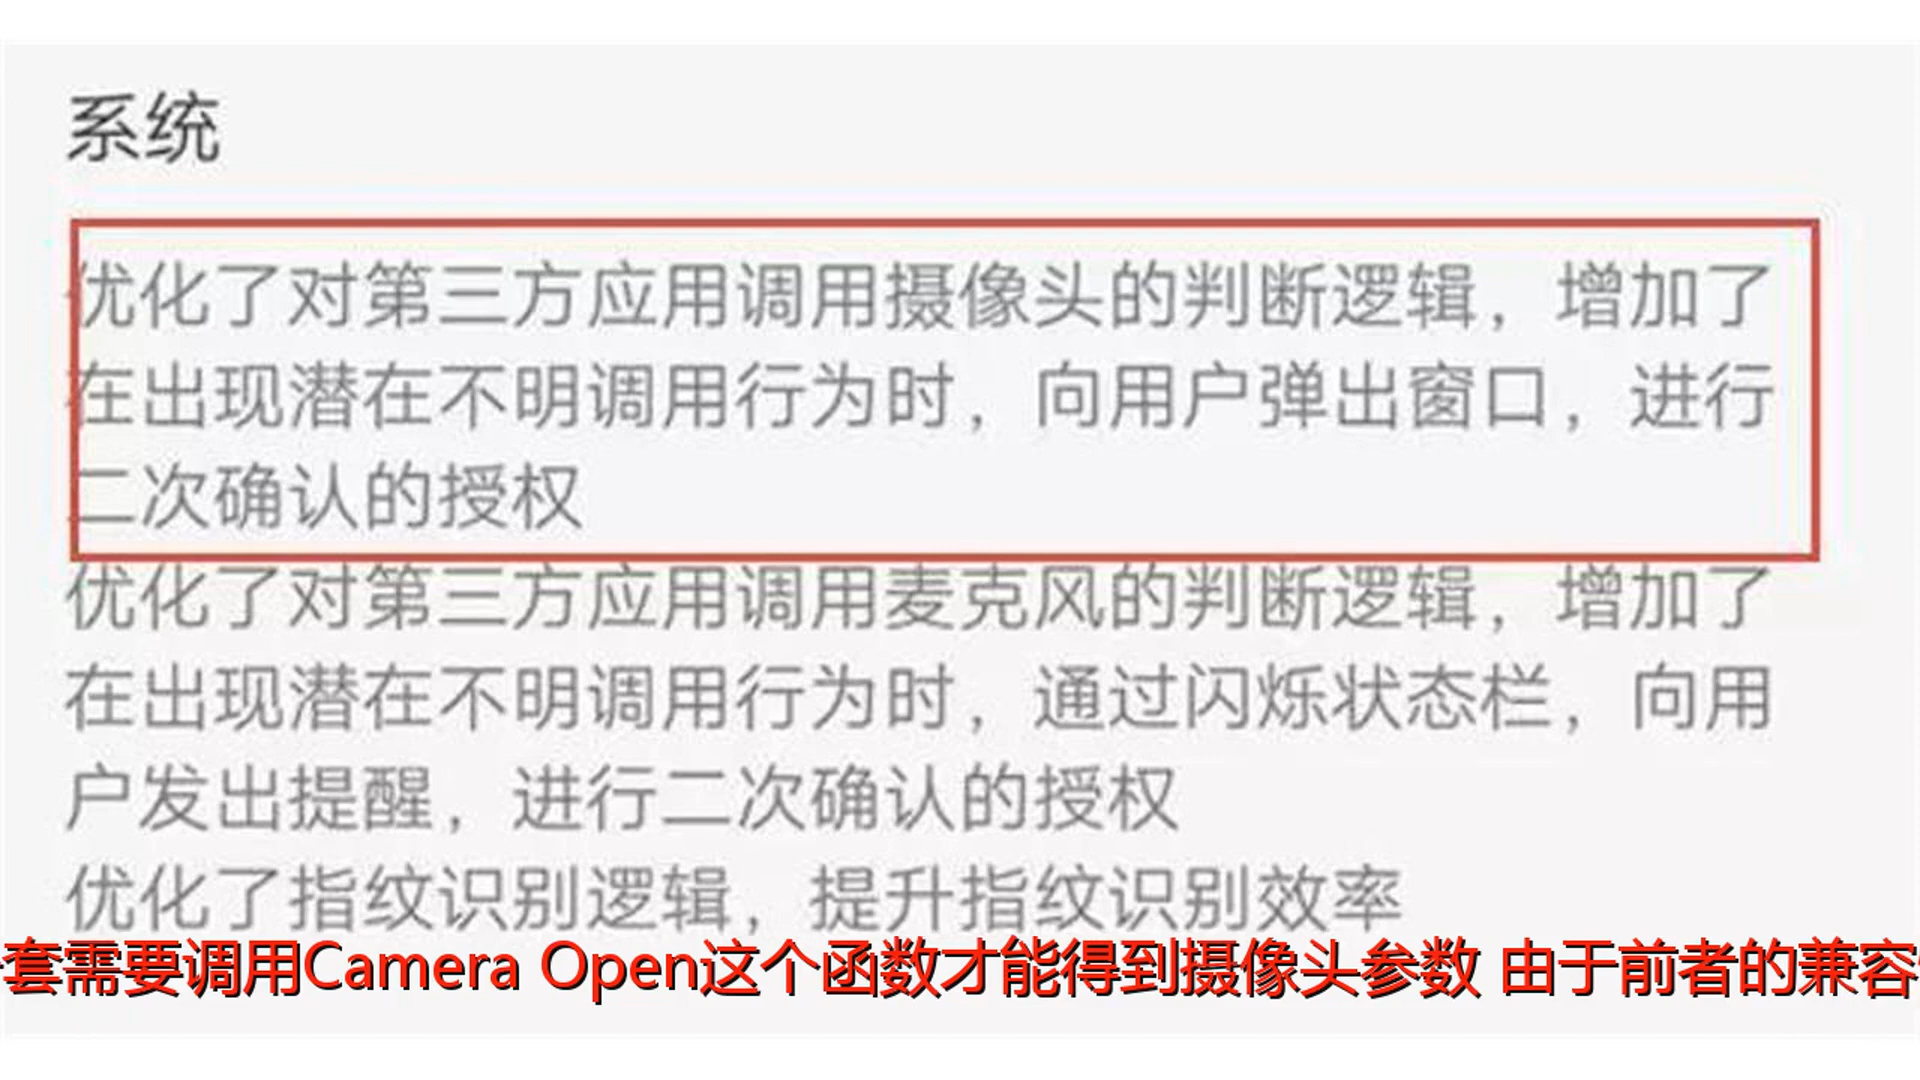 系统
优化了对第三方应用调用摄像头的判断逻辑，增加了
在出现潜在不明调用行为时，向用户弹出窗口，进行
二次确认的授权
优化了对第三方应用调用麦克风的判断逻辑，增加了
在出现潜在不明调用行为时，通过闪烁状态栏，向用
户发出提醒，进行二次确认的授权
优化了指纹识别逻辑，提升指纹识别效率
套需要调用Camera Open这个函数才能得到摄像头参数 由于前者的兼容